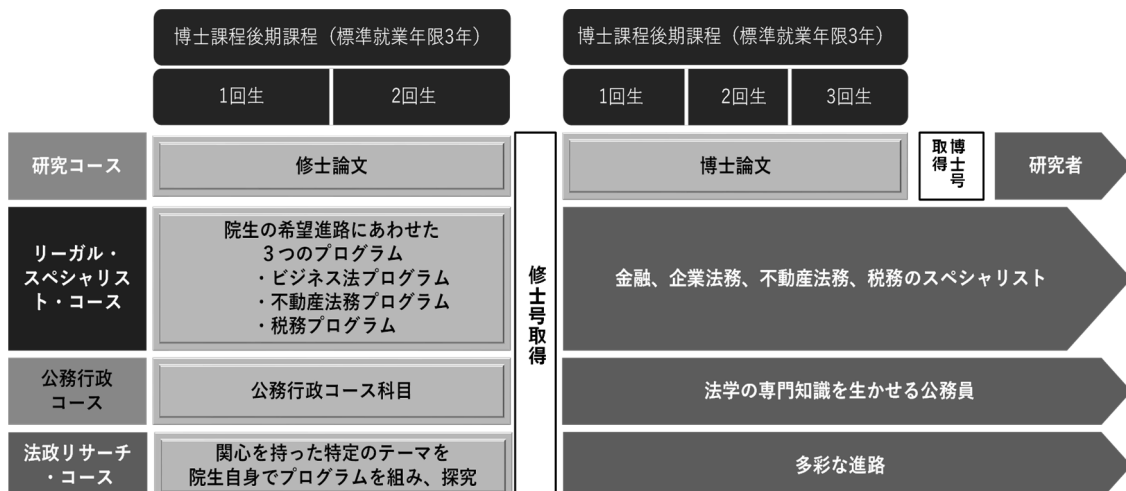 博士課程後期課程（標準就業年限3年）
博士課程後期課程（標準就業年限3年）
1回生
2回生
1回生
2回生
3回生
研究コース
修士論文
博士論文
博士号
取得
研究者
リーガル・
スペシャリス
ト・コース
院生の希望進路にあわせた
３つのプログラム
・ビジネス法プログラム
・不動産法務プログラム
・税務プログラム
修士号取得
金融、企業法務、不動産法務、税務のスペシャリスト
公務行政
コース
公務行政コース科目
法学の専門知識を生かせる公務員
法政リサーチ
・コース
関心を持った特定のテーマを
院生自身でプログラムを組み、探究
多彩な進路